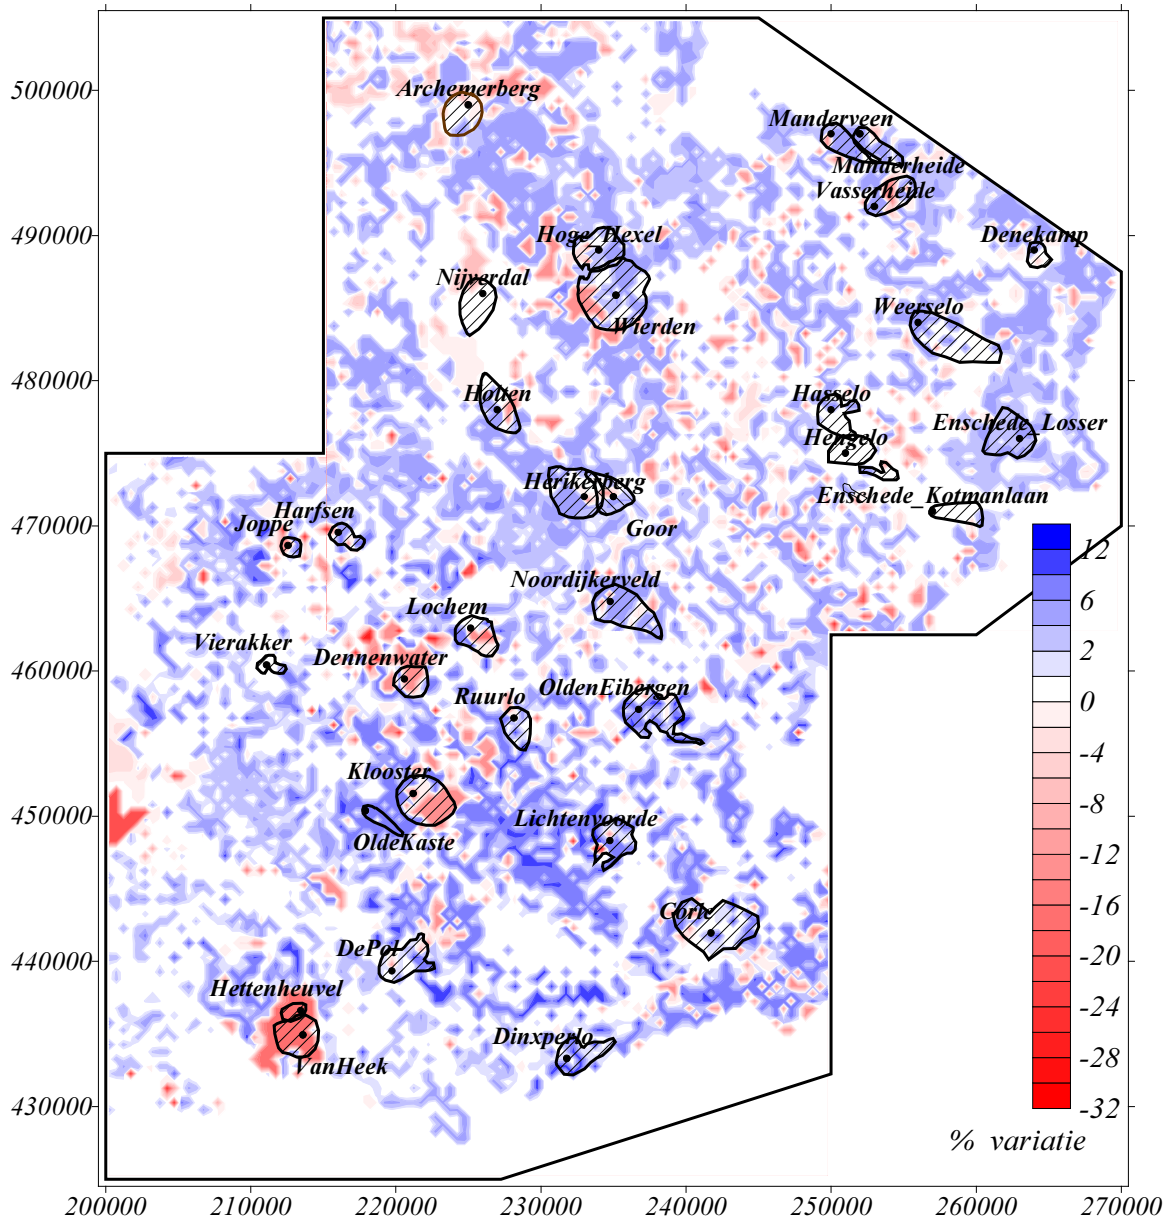 500000
490000
480000
470000
460000
450000
440000
430000
Archemerberg
Manderveen
Manderheide
Vasserheide
Hoge_Hexel
Denekamp
Nijverdal
Weerselo
Wierden
Holten
Hasselo
Enschede_Losser
Hengelo
Herikerberg
Enschede_Kotmanlaan
Goor
Harfsen
Joppe
Noordijkerveld
Lochem
Vierakker
Dennenwater
Ruurlo
OldenEibergen
Klooster
Lichtenvoorde
OldeKaste
Corle
DePol
Hettenheuvel
Dinxperlo
VanHeek
12
6
2
0
-4
-8
-12
-16
-20
-24
-28
-32
% variatie
200000 210000 220000 230000 240000 250000 260000 270000